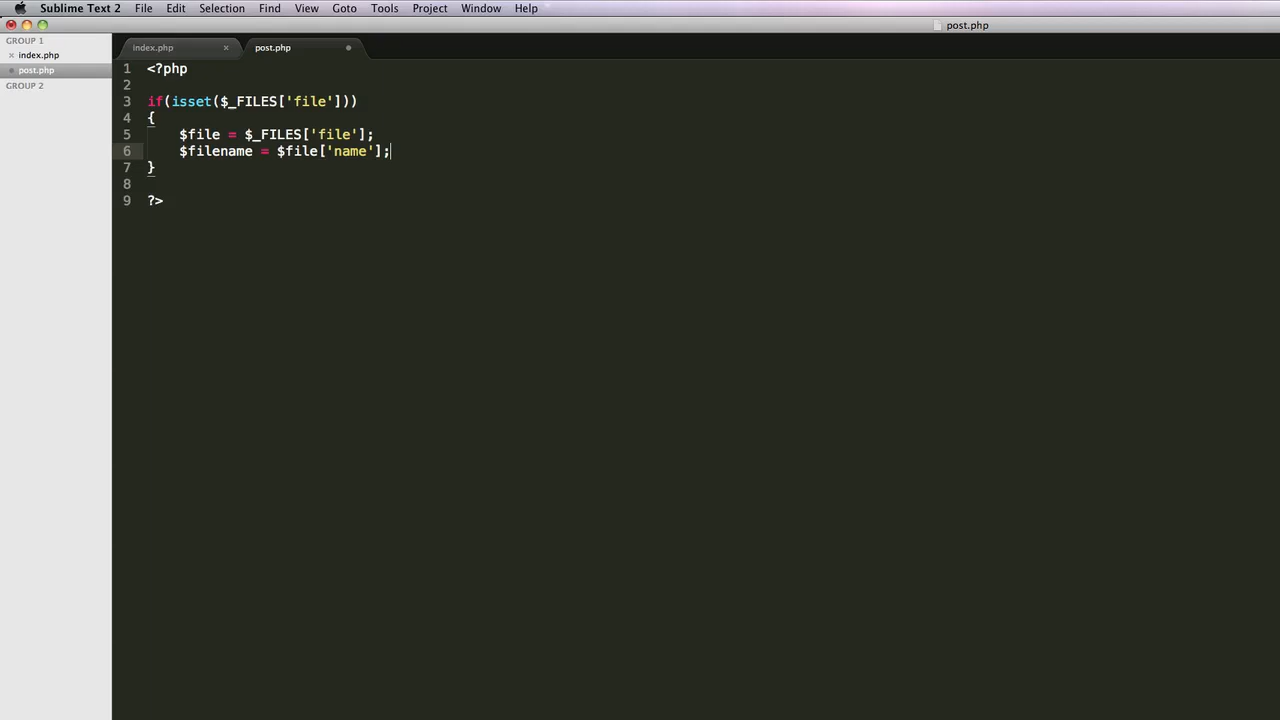 Sublime Text 2 File Edit Selection Find View Goto Tools Project Window Help
post.php
GROUP 1
index.php
post.php
GROUP 2
index.php post.php
1 <?php
2
3 if(isset($_FILES['file']))
4 {
5     $file = $_FILES['file'];
6     $filename = $file['name'];
7 }
8
9 ?>